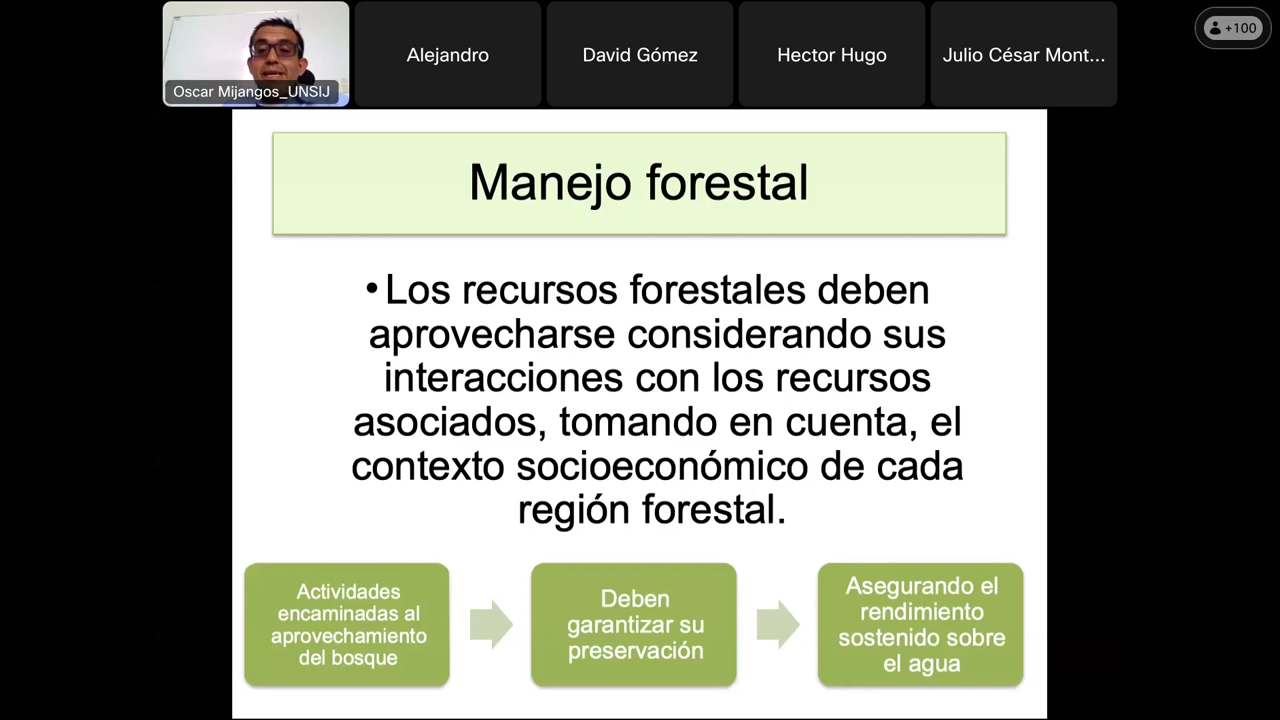 Oscar Mijangos_UNSIJ
Alejandro
David Gómez
Hector Hugo
Julio César Mont...
+100
Manejo forestal
•Los recursos forestales deben
aprovecharse considerando sus
interacciones con los recursos
asociados, tomando en cuenta, el
contexto socioeconómico de cada
región forestal.
Actividades
encaminadas al
aprovechamiento
del bosque
Deben
garantizar su
preservación
Asegurando el
rendimiento
sostenido sobre
el agua